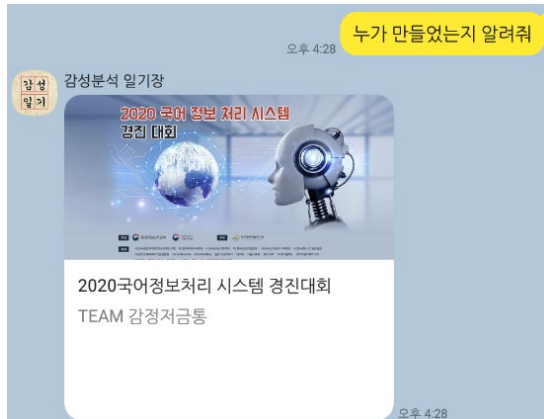 누가 만들었는지 알려줘
오후 4:28
감성
일기
감성분석 일기장
2020 국어 정보 처리 시스템
경진 대회
2020국어정보처리 시스템 경진대회
TEAM 감정저금통
오후 4:28